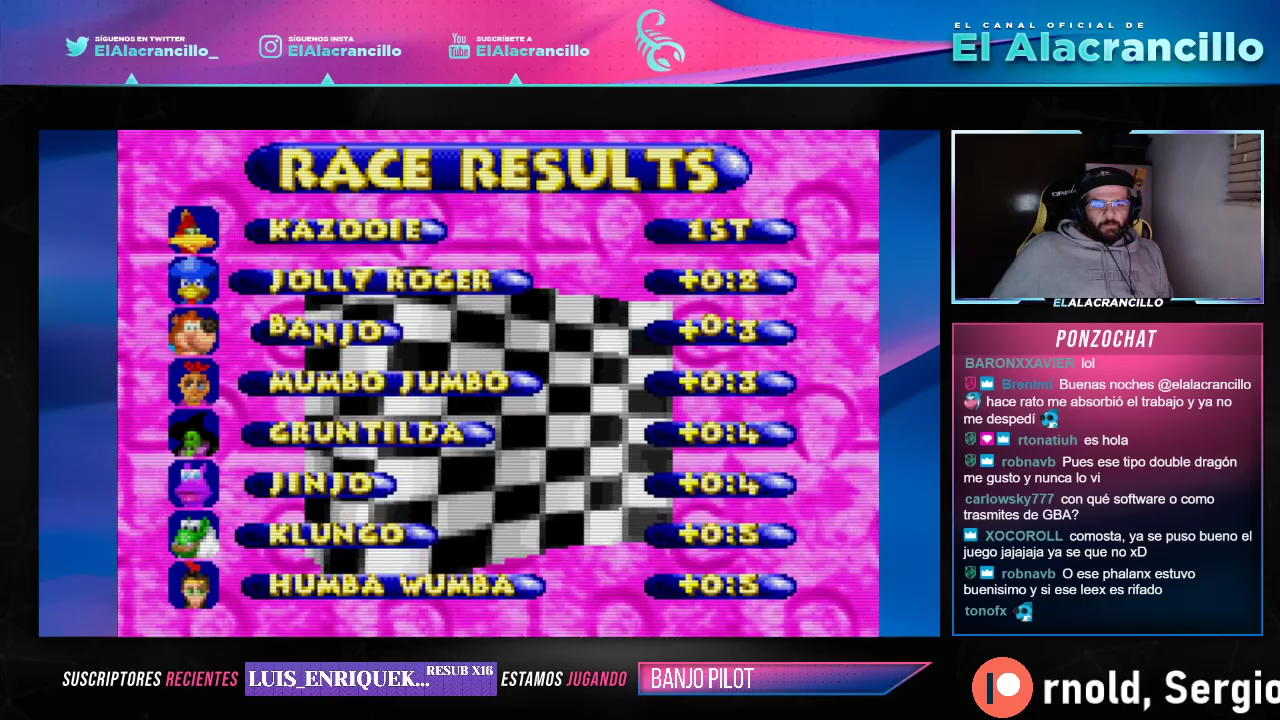 SÍGUENOS EN TWITTER
ElAlacrancillo_
SÍGUENOS INSTA
ElAlacrancillo
You
Tube
SUSCRÍBETE A
ElAlacrancillo
EL CANAL OFICIAL DE
El Alacrancillo
RACE RESULTS
KAZOOIE 1ST
JOLLY ROGER +0:2
BANJO +0:3
MUMBO JUMBO +0:3
GRUNTILDA +0:4
JINJO +0:4
KLUNGO +0:5
HUMBA WUMBA +0:5
ELALACRANCILLO
PONZOCHAT
BARONXXAVIER lol
Brenlmi Buenas noches @elalacrancillo
hace rato me absorbió el trabajo y ya no
me despedí
rtonatiuh es hola
robnavb Pues ese tipo double dragón
me gusto y nunca lo vi
carlowsky777 con qué software o como
trasmites de GBA?
XOCOROLL comosta, ya se puso bueno el
juego jajajaja ya se que no xD
robnavb O ese phalanx estuvo
buenisimo y si ese leex es rifado
tonofx
SUSCRIPTORES RECIENTES LUIS_ENRIQUEK... RESUB X16 ESTAMOS JUGANDO BANJO PILOT
rnold, Sergio